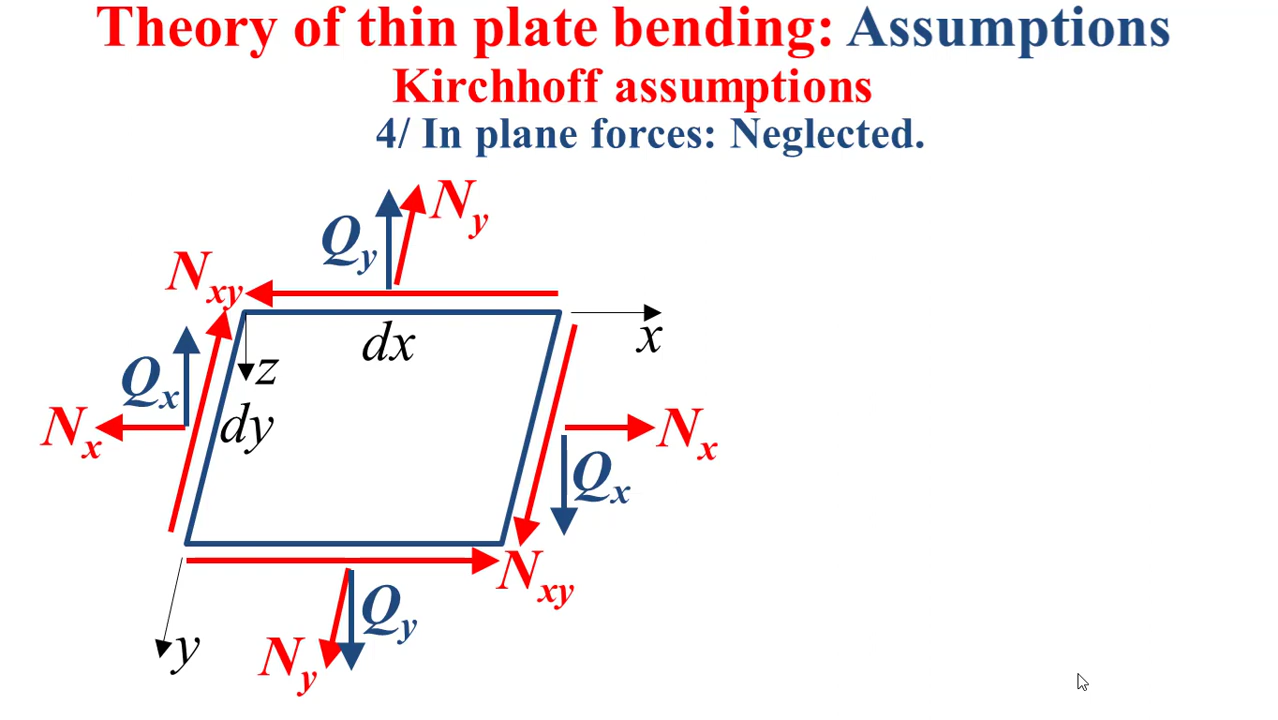 Theory of thin plate bending: Assumptions
Kirchhoff assumptions
4/ In plane forces: Neglected.
Ny
Qy
Nxy
dx
x
z
Qx
dy
Nx
Nx
Qx
Nxy
Qy
y
Ny